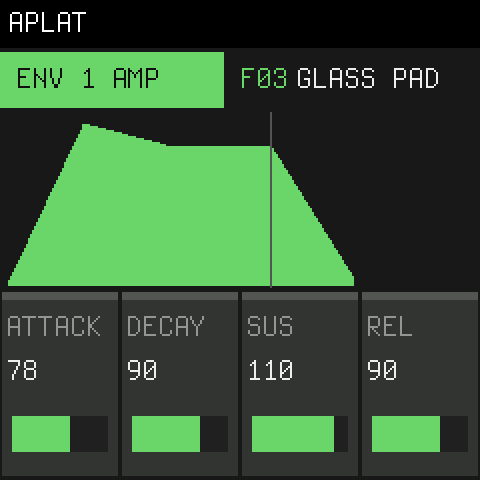 APLAT
ENV 1 AMP F03 GLASS PAD
ATTACK DECAY SUS REL
78 90 110 90